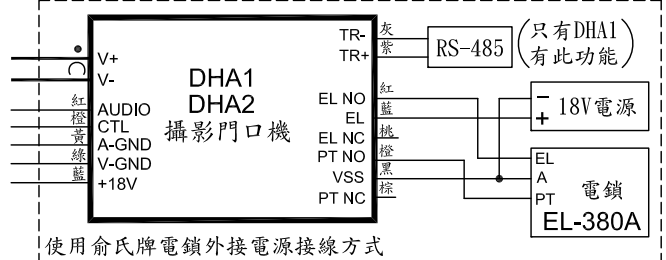 V+
V-
紅 AUDIO
橙 CTL
黃 A-GND
綠 V-GND
藍 +18V
DHA1
DHA2
攝影門口機
TR- 灰
TR+ 紫
EL NO 紅
EL 藍
EL NC 桃
PT NO 橙
VSS 黑
PT NC 棕
RS-485
(只有DHA1
有此功能)
− 18V電源
+
EL
A
PT
電鎖
EL-380A
使用俞氏牌電鎖外接電源接線方式